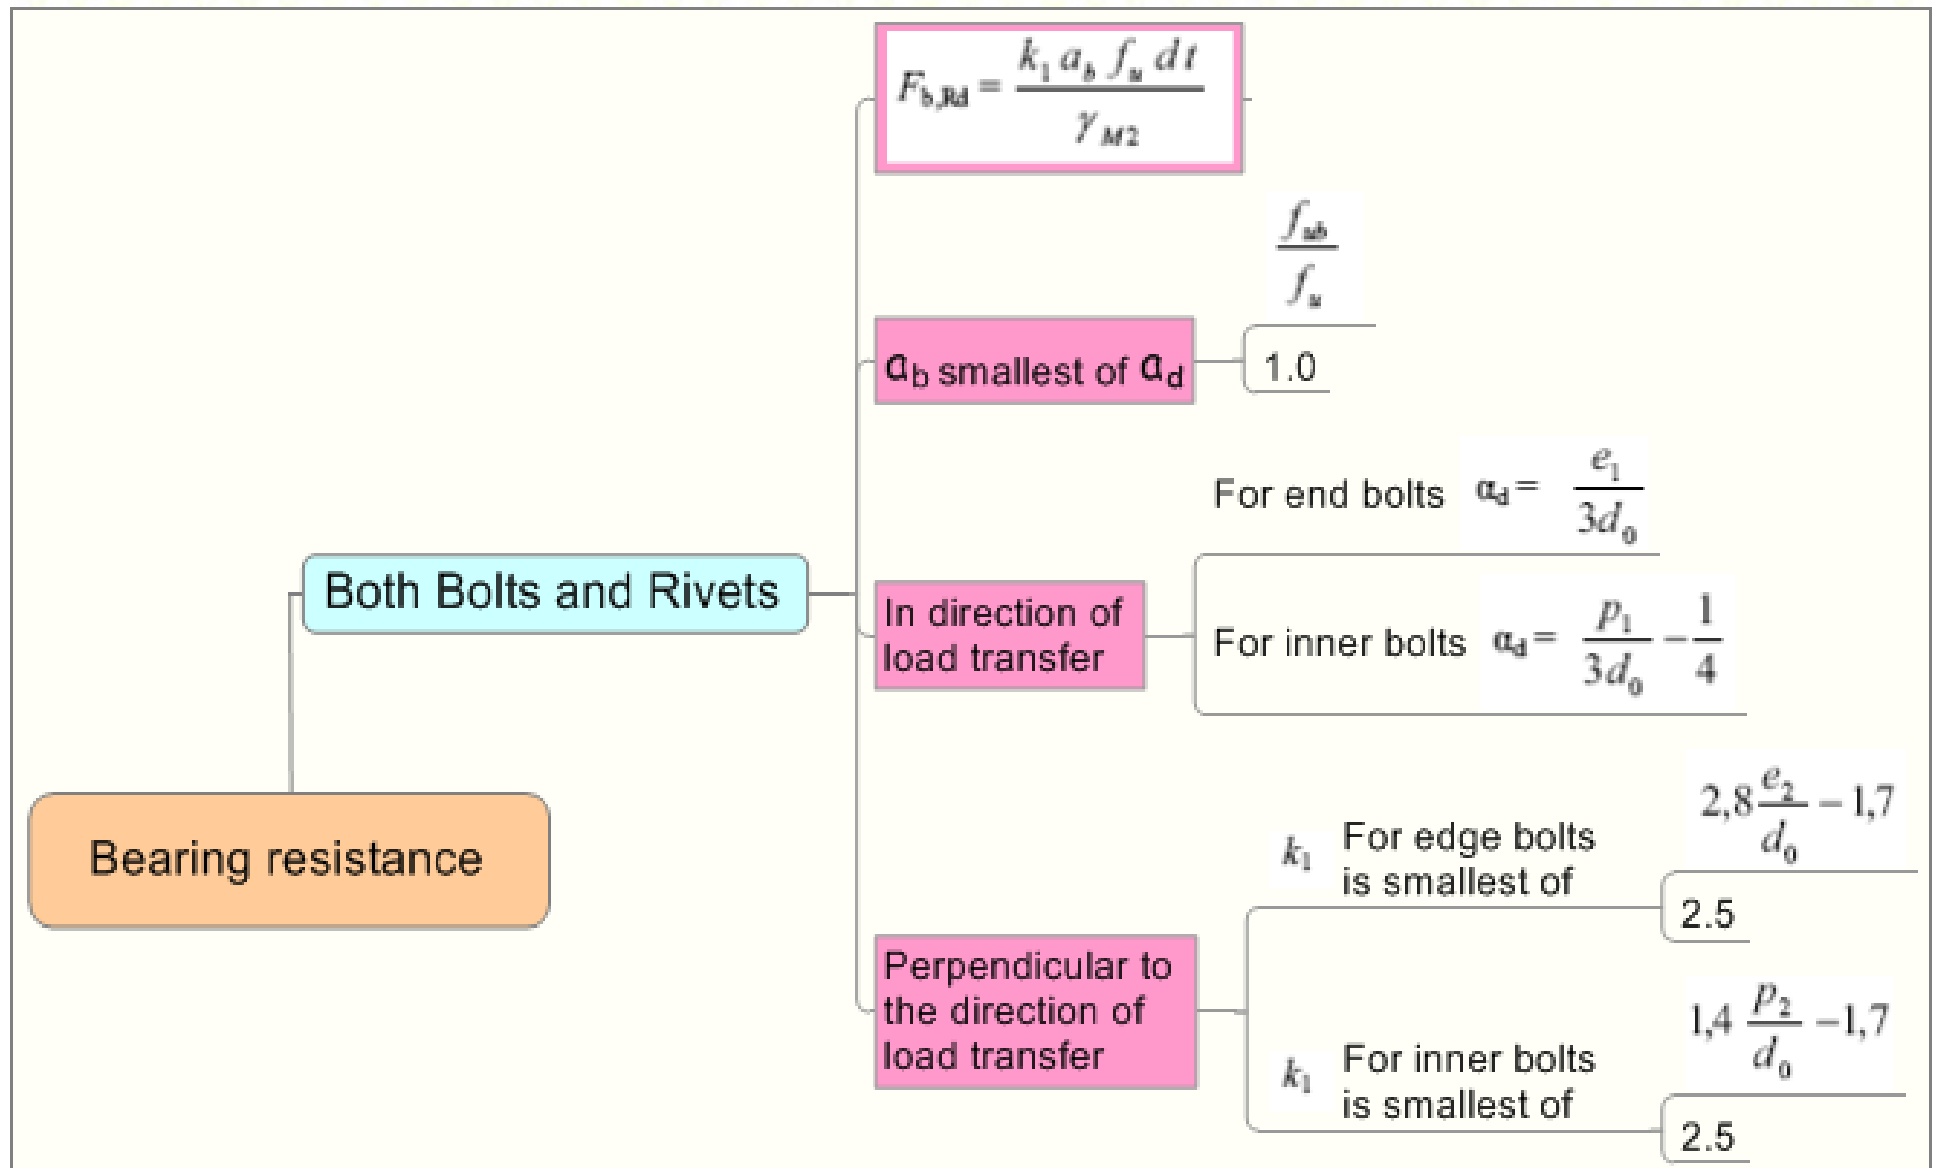 F_b,Rd = k_1 a_b f_u d t / γ_M2
f_ub / f_u
α_b smallest of α_d
1.0
For end bolts α_d = e_1 / 3d_0
Both Bolts and Rivets
In direction of
load transfer
For inner bolts α_d = p_1 / 3d_0 − 1 / 4
Bearing resistance
2,8 e_2 / d_0 − 1,7
k_1 For edge bolts
is smallest of
2.5
Perpendicular to
the direction of
load transfer
1,4 p_2 / d_0 − 1,7
k_1 For inner bolts
is smallest of
2.5